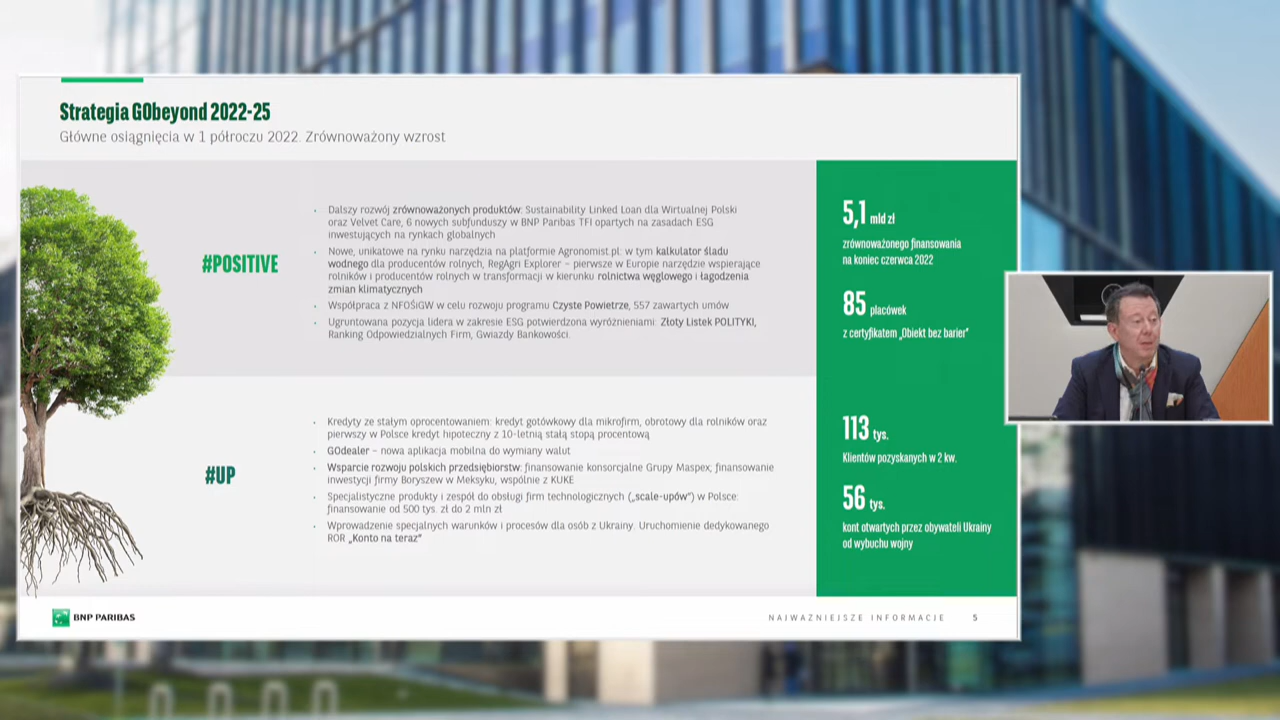 Strategia GObeyond 2022-25
Główne osiągnięcia w 1 półroczu 2022. Zrównoważony wzrost
#POSITIVE
Dalszy rozwój zrównoważonych produktów: Sustainability Linked Loan dla Wirtualnej Polski
oraz Velvet Care, 6 nowych subfunduszy w BNP Paribas TFI opartych na zasadach ESG
inwestujących na rynkach globalnych
Nowe, unikatowe na rynku narzędzia na platformie Agronomist.pl: w tym kalkulator śladu
wodnego dla producentów rolnych, RegAgri Explorer – pierwsze w Europie narzędzie wspierające
rolników i producentów rolnych w transformacji w kierunku rolnictwa węglowego i łagodzenia
zmian klimatycznych
Współpraca z NFOŚiGW w celu rozwoju programu Czyste Powietrze, 557 zawartych umów
Ugruntowana pozycja lidera w zakresie ESG potwierdzona wyróżnieniami: Złoty Listek POLITYKI,
Ranking Odpowiedzialnych Firm, Gwiazdy Bankowości.
5,1 mld zł
zrównoważonego finansowania
na koniec czerwca 2022
85 placówek
z certyfikatem „Obiekt bez barier”
#UP
Kredyty ze stałym oprocentowaniem: kredyt gotówkowy dla mikrofirm, obrotowy dla rolników oraz
pierwszy w Polsce kredyt hipoteczny z 10-letnią stałą stopą procentową
GOdealer – nowa aplikacja mobilna do wymiany walut
Wsparcie rozwoju polskich przedsiębiorstw: finansowanie konsorcjalne Grupy Maspex; finansowanie
inwestycji firmy Boryszew w Meksyku, wspólnie z KUKE
Specjalistyczne produkty i zespół do obsługi firm technologicznych („scale-upów”) w Polsce:
finansowanie od 500 tys. zł do 2 mln zł
Wprowadzenie specjalnych warunków i procesów dla osób z Ukrainy. Uruchomienie dedykowanego
ROR „Konto na teraz”
113 tys.
Klientów pozyskanych w 2 kw.
56 tys.
kont otwartych przez obywateli Ukrainy
od wybuchu wojny
BNP PARIBAS
NAJWAŻNIEJSZE INFORMACJE 5